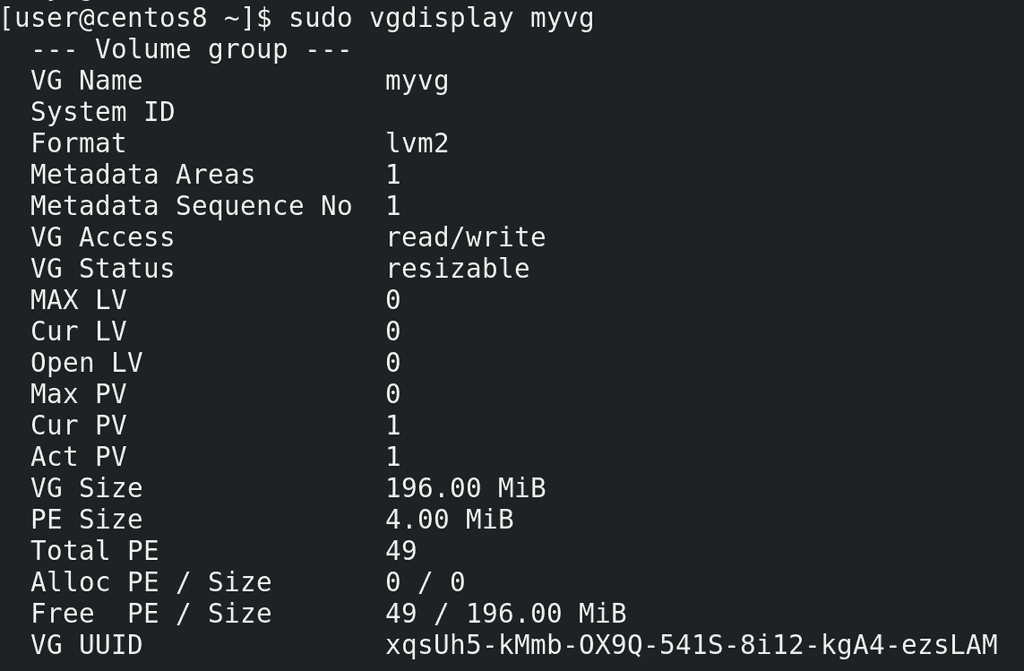 [user@centos8 ~]$ sudo vgdisplay myvg
  --- Volume group ---
  VG Name               myvg
  System ID
  Format                lvm2
  Metadata Areas        1
  Metadata Sequence No  1
  VG Access             read/write
  VG Status             resizable
  MAX LV                0
  Cur LV                0
  Open LV               0
  Max PV                0
  Cur PV                1
  Act PV                1
  VG Size               196.00 MiB
  PE Size               4.00 MiB
  Total PE              49
  Alloc PE / Size       0 / 0
  Free  PE / Size       49 / 196.00 MiB
  VG UUID               xqsUh5-kMmb-OX9Q-541S-8i12-kgA4-ezsLAM